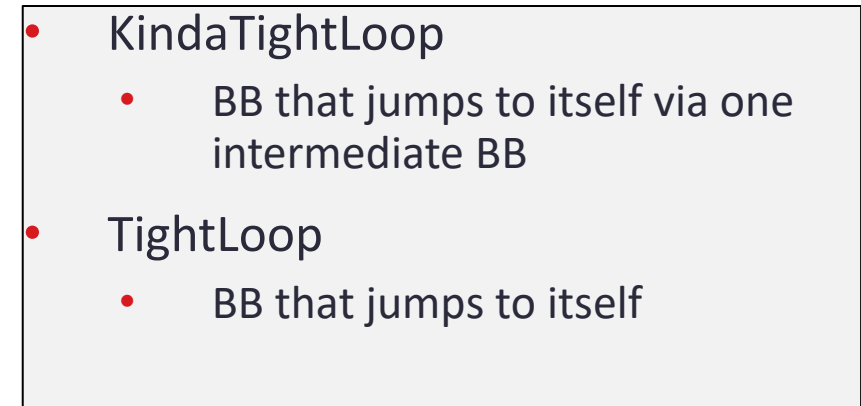 • KindaTightLoop
• BB that jumps to itself via one
intermediate BB
• TightLoop
• BB that jumps to itself